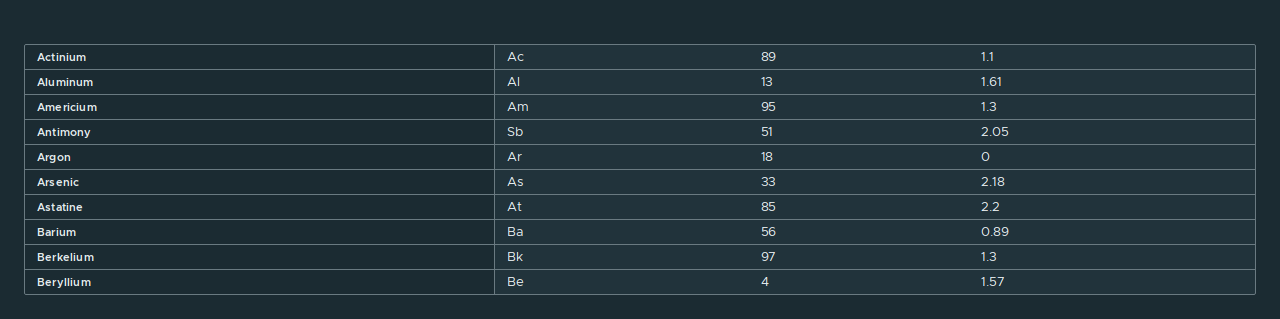 Actinium Ac 89 1.1
Aluminum Al 13 1.61
Americium Am 95 1.3
Antimony Sb 51 2.05
Argon Ar 18 0
Arsenic As 33 2.18
Astatine At 85 2.2
Barium Ba 56 0.89
Berkelium Bk 97 1.3
Beryllium Be 4 1.57